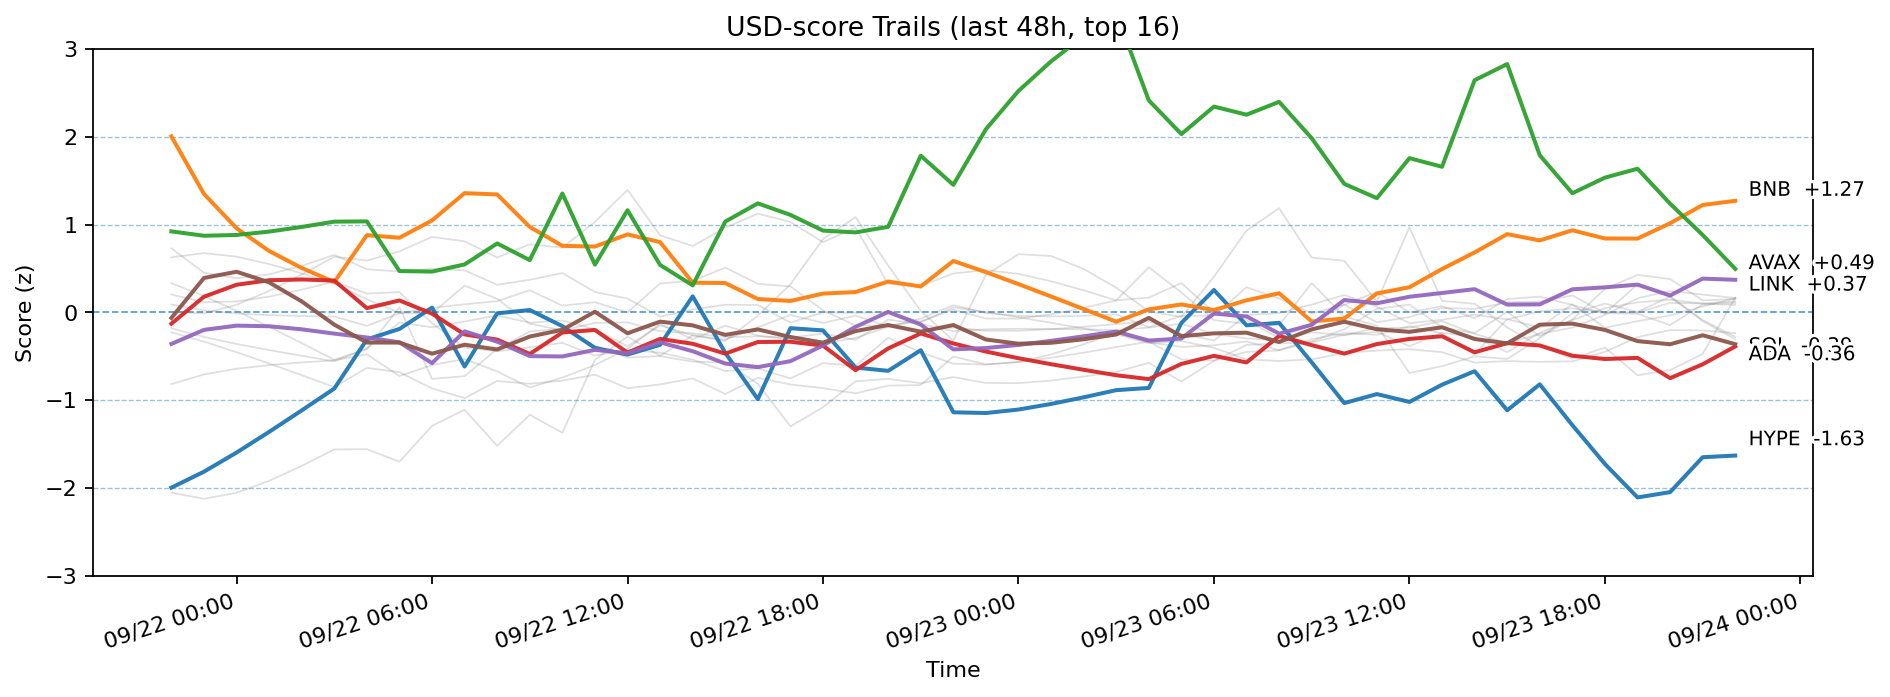 USD-score Trails (last 48h, top 16)
Score (z)
3
2
1
0
−1
−2
−3
BNB +1.27
AVAX +0.49
LINK +0.37
ADA -0.36
HYPE -1.63
09/22 00:00
09/22 06:00
09/22 12:00
09/22 18:00
09/23 00:00
09/23 06:00
09/23 12:00
09/23 18:00
09/24 00:00
Time